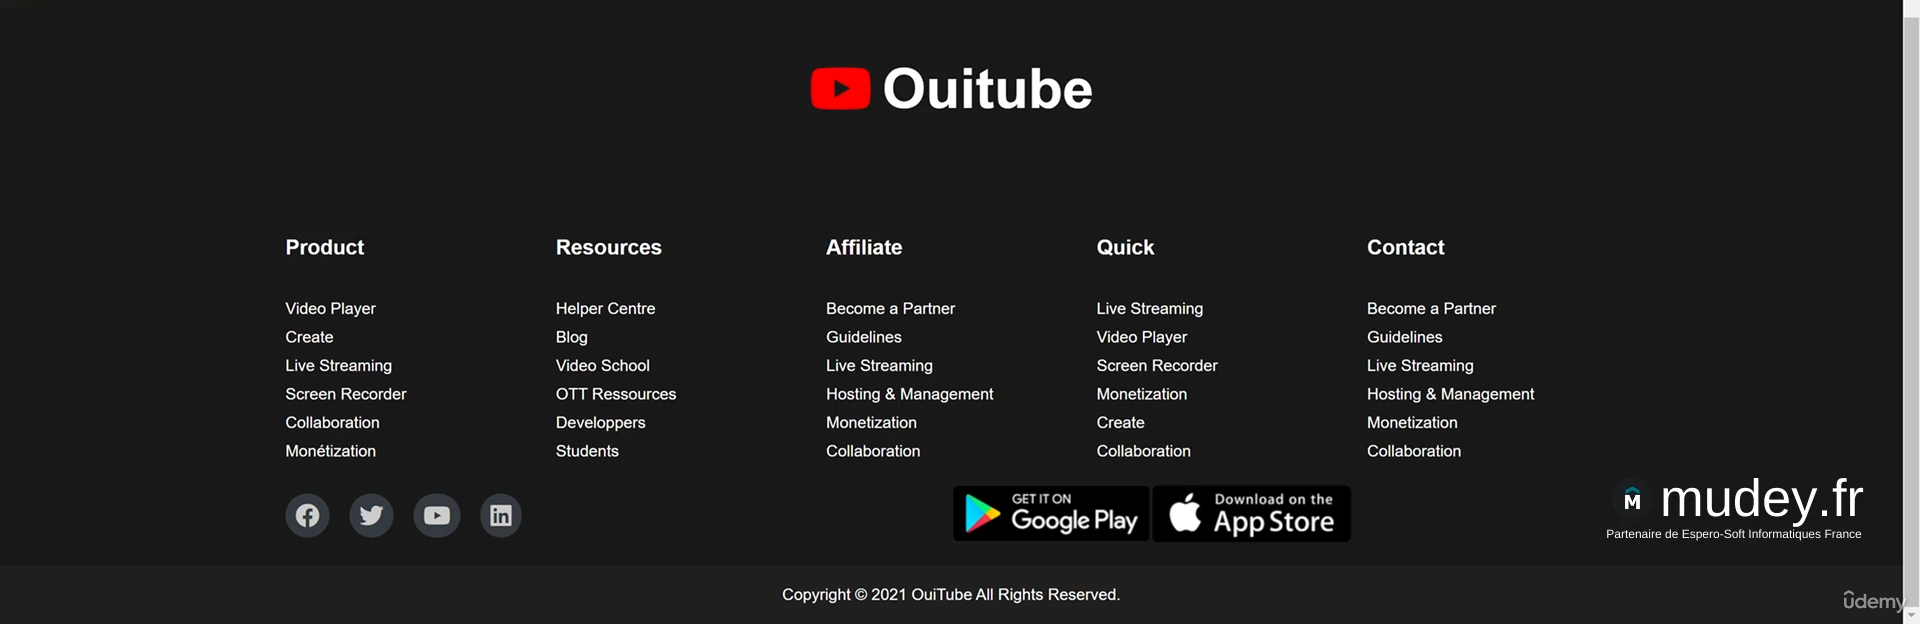 Ouitube
Product
Video Player
Create
Live Streaming
Screen Recorder
Collaboration
Monétization
Resources
Helper Centre
Blog
Video School
OTT Ressources
Developpers
Students
Affiliate
Become a Partner
Guidelines
Live Streaming
Hosting & Management
Monetization
Collaboration
Quick
Live Streaming
Video Player
Screen Recorder
Monetization
Create
Collaboration
Contact
Become a Partner
Guidelines
Live Streaming
Hosting & Management
Monetization
Collaboration
GET IT ON
Google Play
Download on the
App Store
M mudey.fr
Partenaire de Espero-Soft Informatiques France
Copyright © 2021 OuiTube All Rights Reserved.
ûdemy